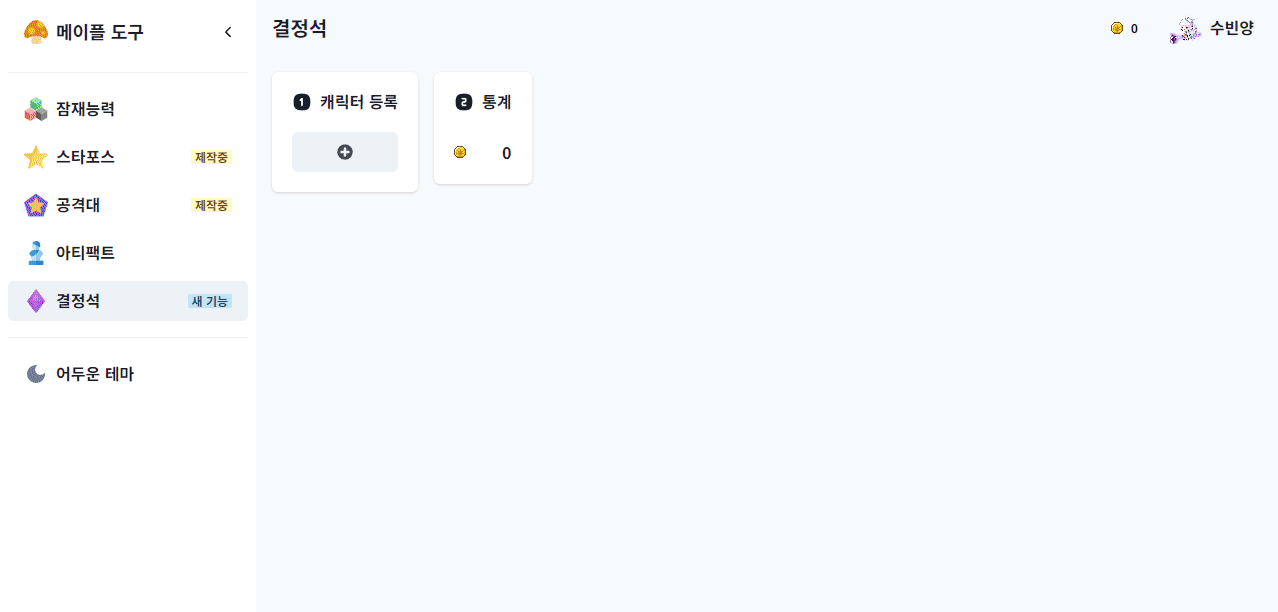 메이플 도구
잠재능력
스타포스 제작중
공격대 제작중
아티팩트
결정석 새 기능
어두운 테마
결정석
0 수빈양
1 캐릭터 등록
2 통계
0